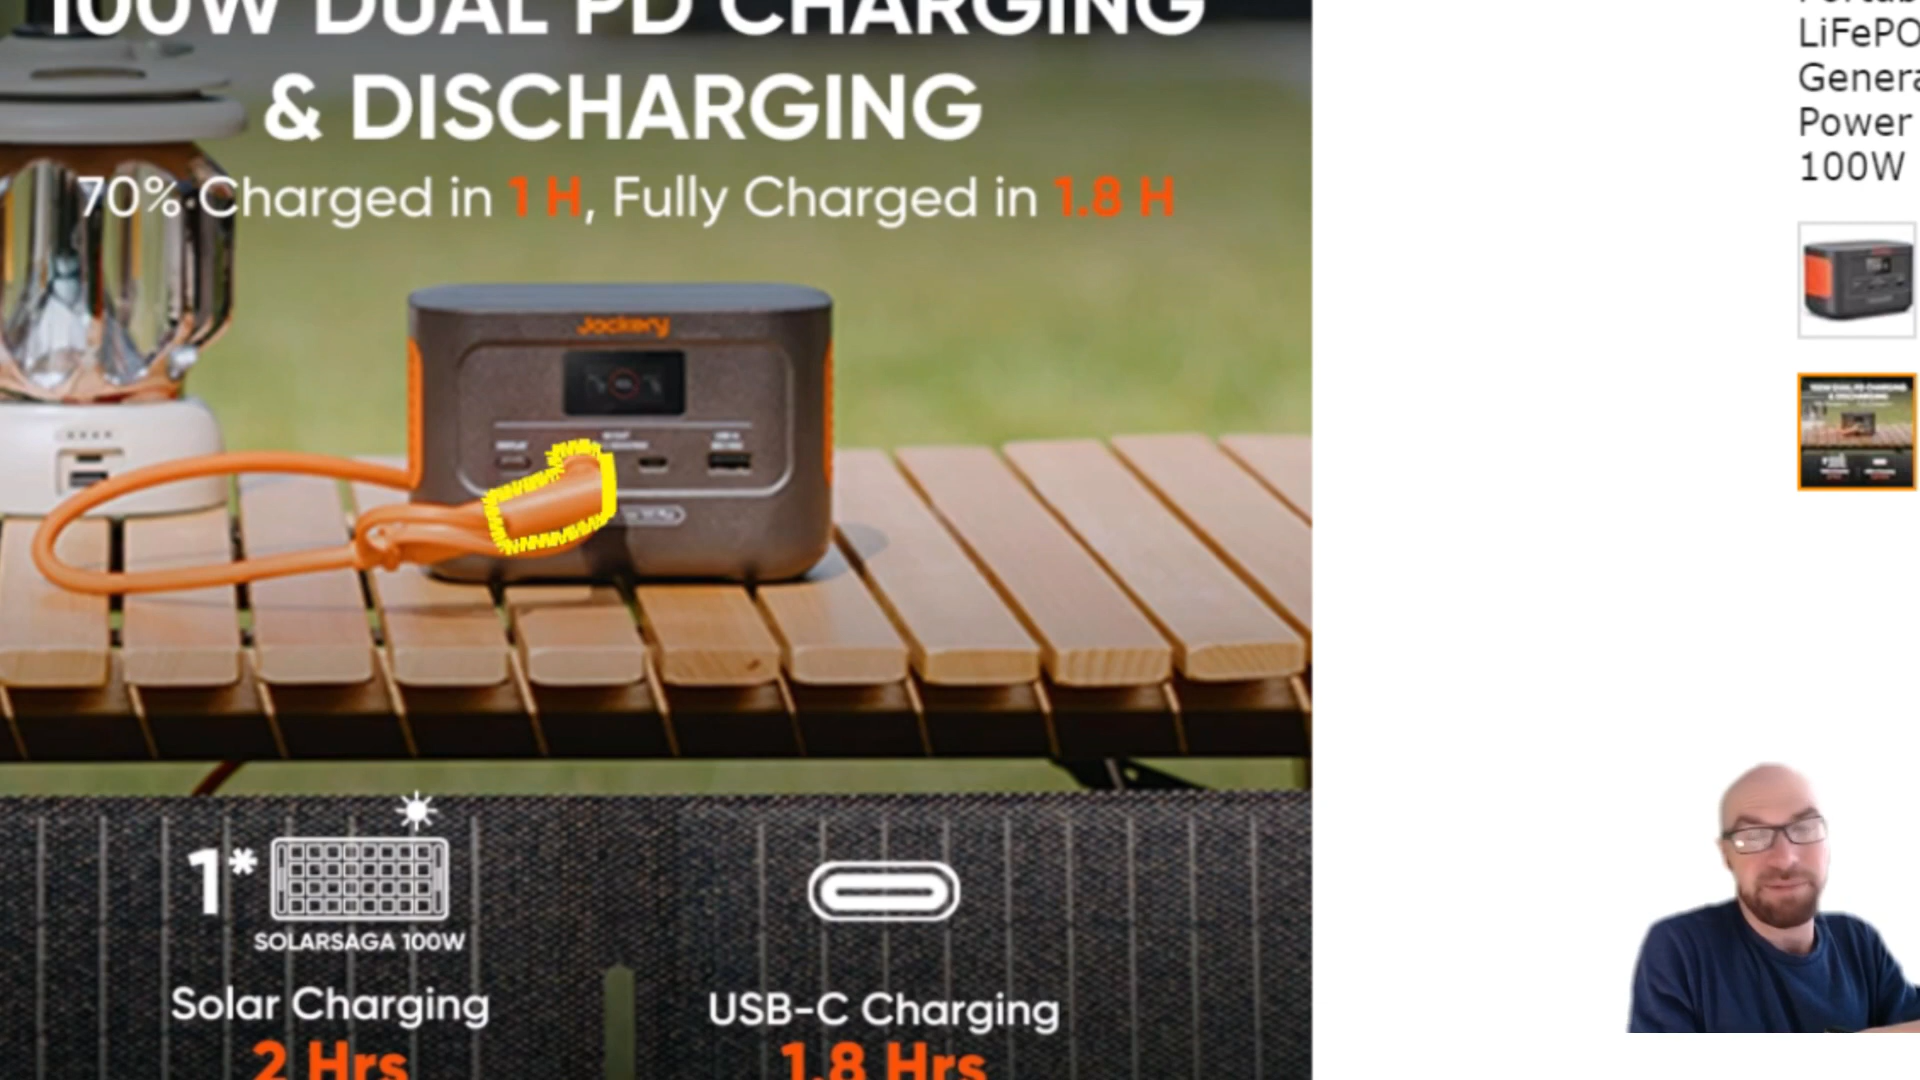 100W DUAL PD CHARGING
& DISCHARGING
70% Charged in 1 H, Fully Charged in 1.8 H
Jackery
1*
SOLARSAGA 100W
Solar Charging
2 Hrs
USB-C Charging
1.8 Hrs
LiFePO
Genera
Power
100W